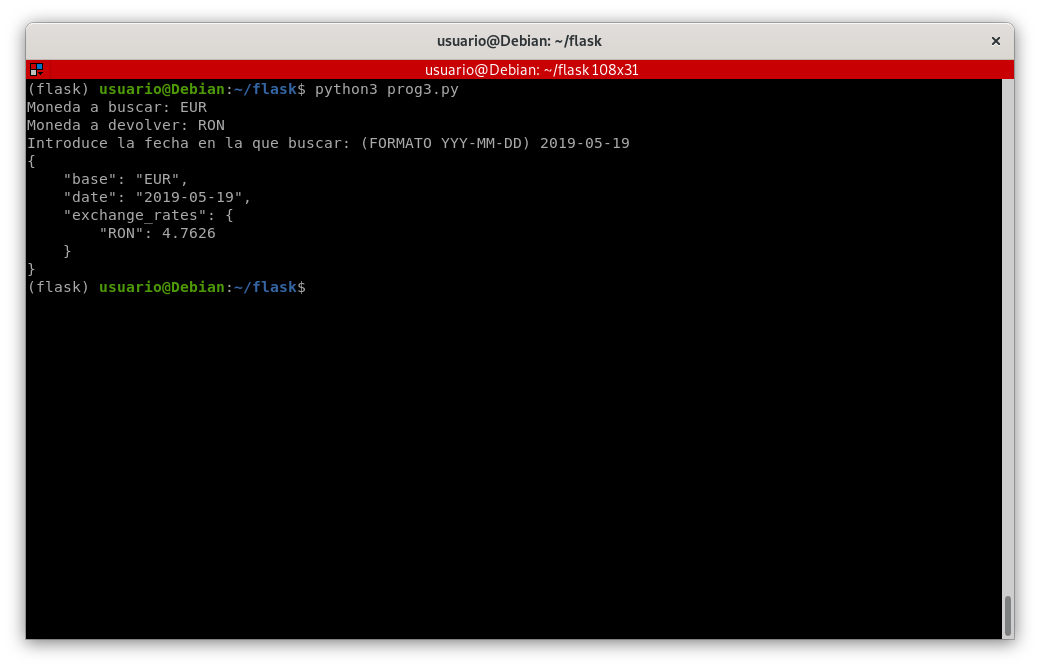 usuario@Debian: ~/flask
usuario@Debian: ~/flask 108x31
(flask) usuario@Debian:~/flask$ python3 prog3.py
Moneda a buscar: EUR
Moneda a devolver: RON
Introduce la fecha en la que buscar: (FORMATO YYY-MM-DD) 2019-05-19
{
    "base": "EUR",
    "date": "2019-05-19",
    "exchange_rates": {
        "RON": 4.7626
    }
}
(flask) usuario@Debian:~/flask$